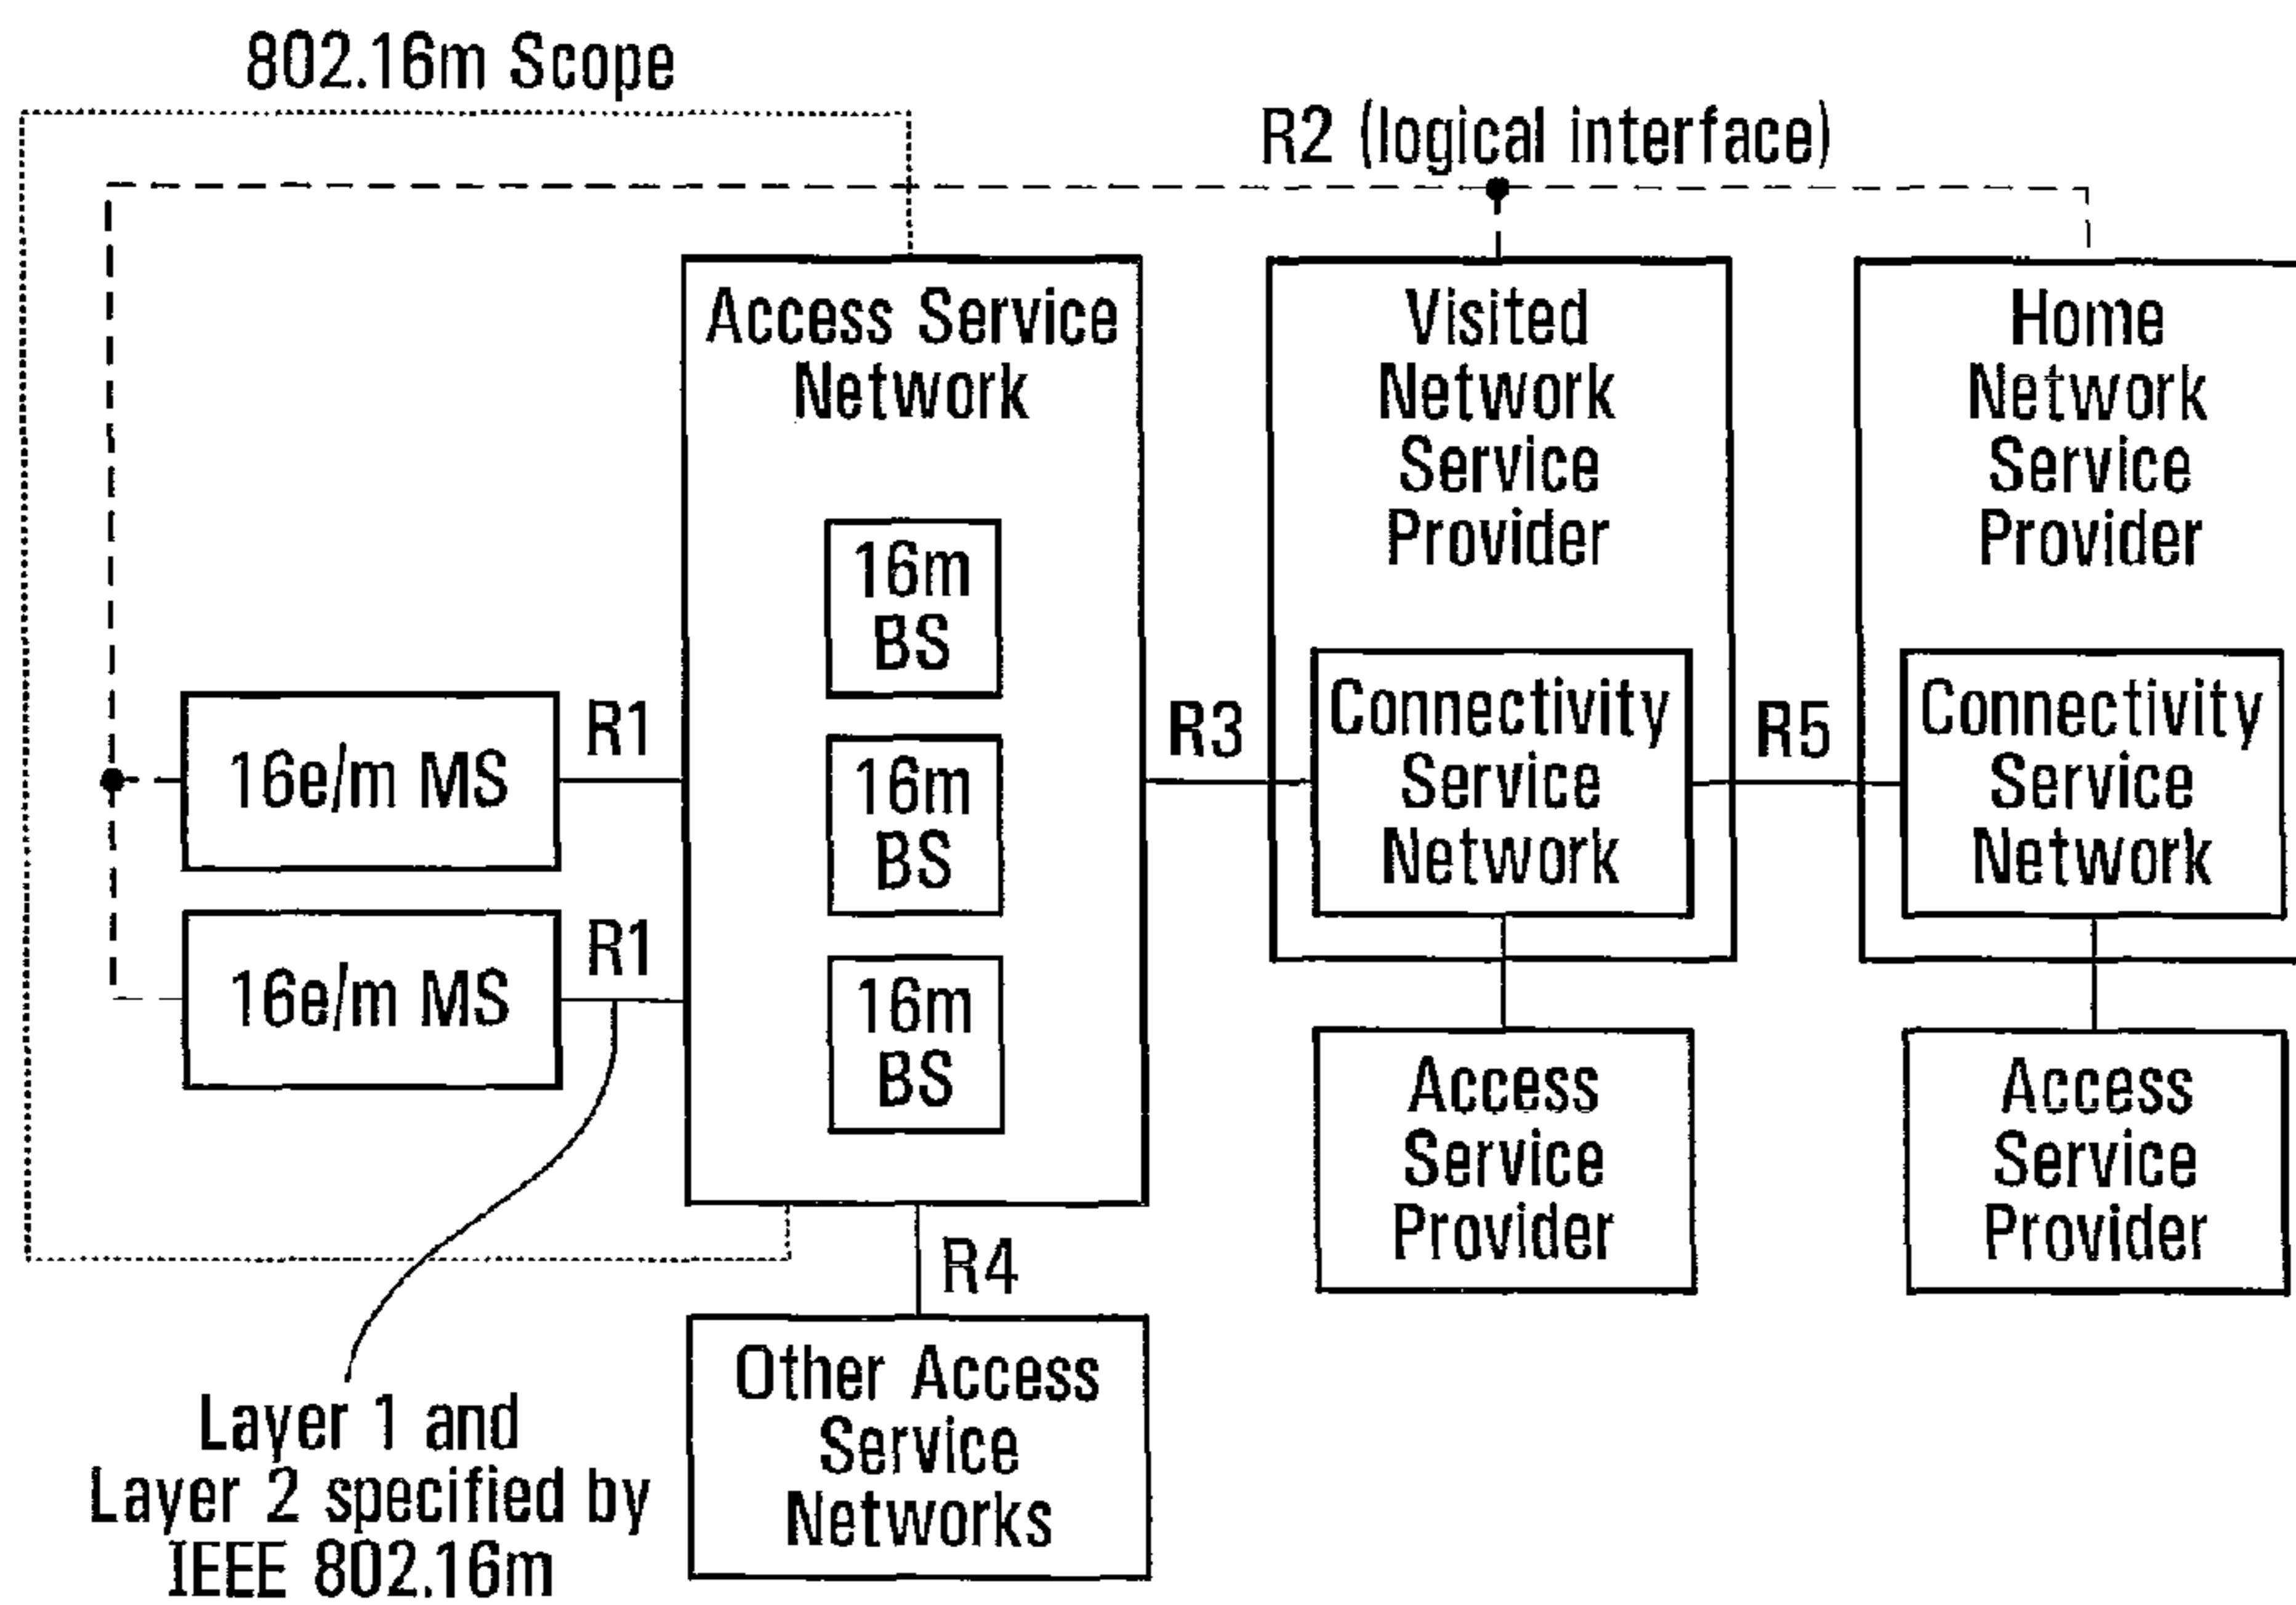 802.16m Scope
R2 (logical interface)
Access Service
Network
16m
BS
16m
BS
16m
BS
Visited
Network
Service
Provider
Connectivity
Service
Network
Home
Network
Service
Provider
Connectivity
Service
Network
16e/m MS
R1
16e/m MS
R1
R3
R5
R4
Access
Service
Provider
Access
Service
Provider
Other Access
Service
Networks
Layer 1 and
Layer 2 specified by
IEEE 802.16m